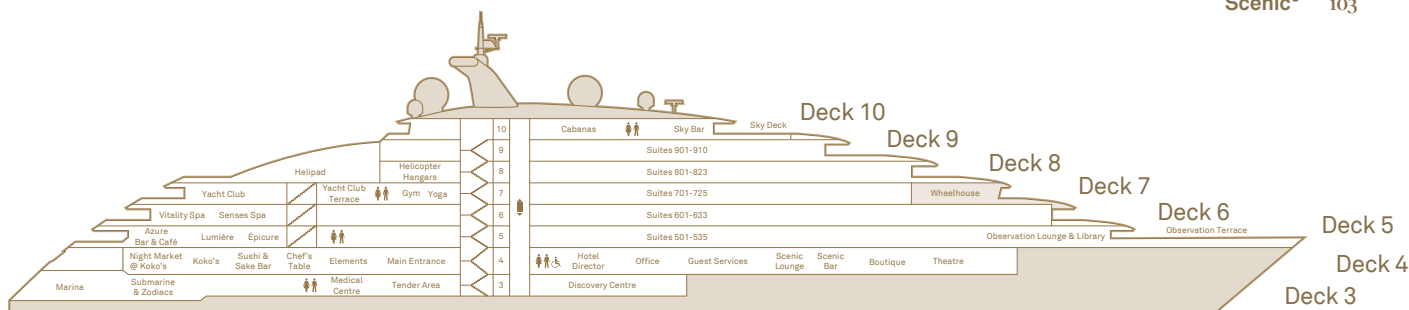 Scenic® 103
Deck 10
10 Cabanas Sky Bar Sky Deck
Deck 9
9 Suites 901-910
Deck 8
Helipad Helicopter Hangars 8 Suites 801-823
Deck 7
Yacht Club Yacht Club Terrace Gym Yoga 7 Suites 701-725 Wheelhouse
Deck 6
Vitality Spa Senses Spa 6 Suites 601-633
Observation Terrace
Deck 5
Azure Bar & Café Lumiére Épicure 5 Suites 501-535 Observation Lounge & Library
Deck 4
Night Market @ Koko's Koko's Sushi & Sake Bar Chef's Table Elements Main Entrance 4 Hotel Director Office Guest Services Scenic Lounge Scenic Bar Boutique Theatre
Deck 3
Marina Submarine & Zodiacs Medical Centre Tender Area 3 Discovery Centre